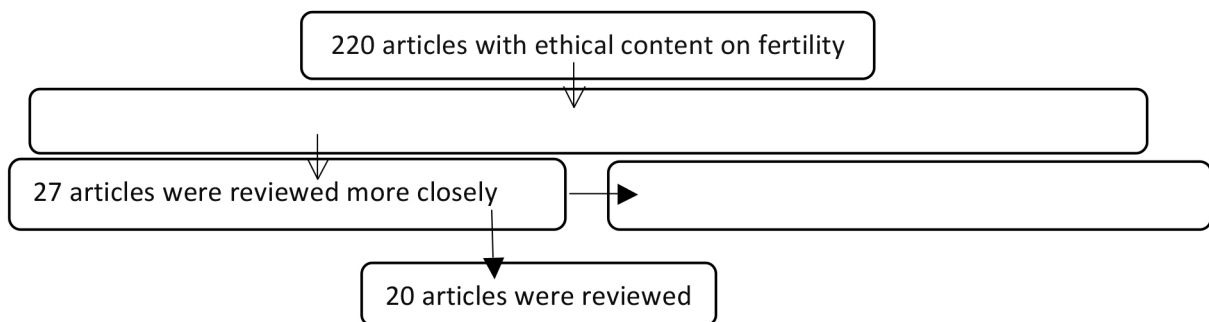 220 articles with ethical content on fertility
27 articles were reviewed more closely
20 articles were reviewed